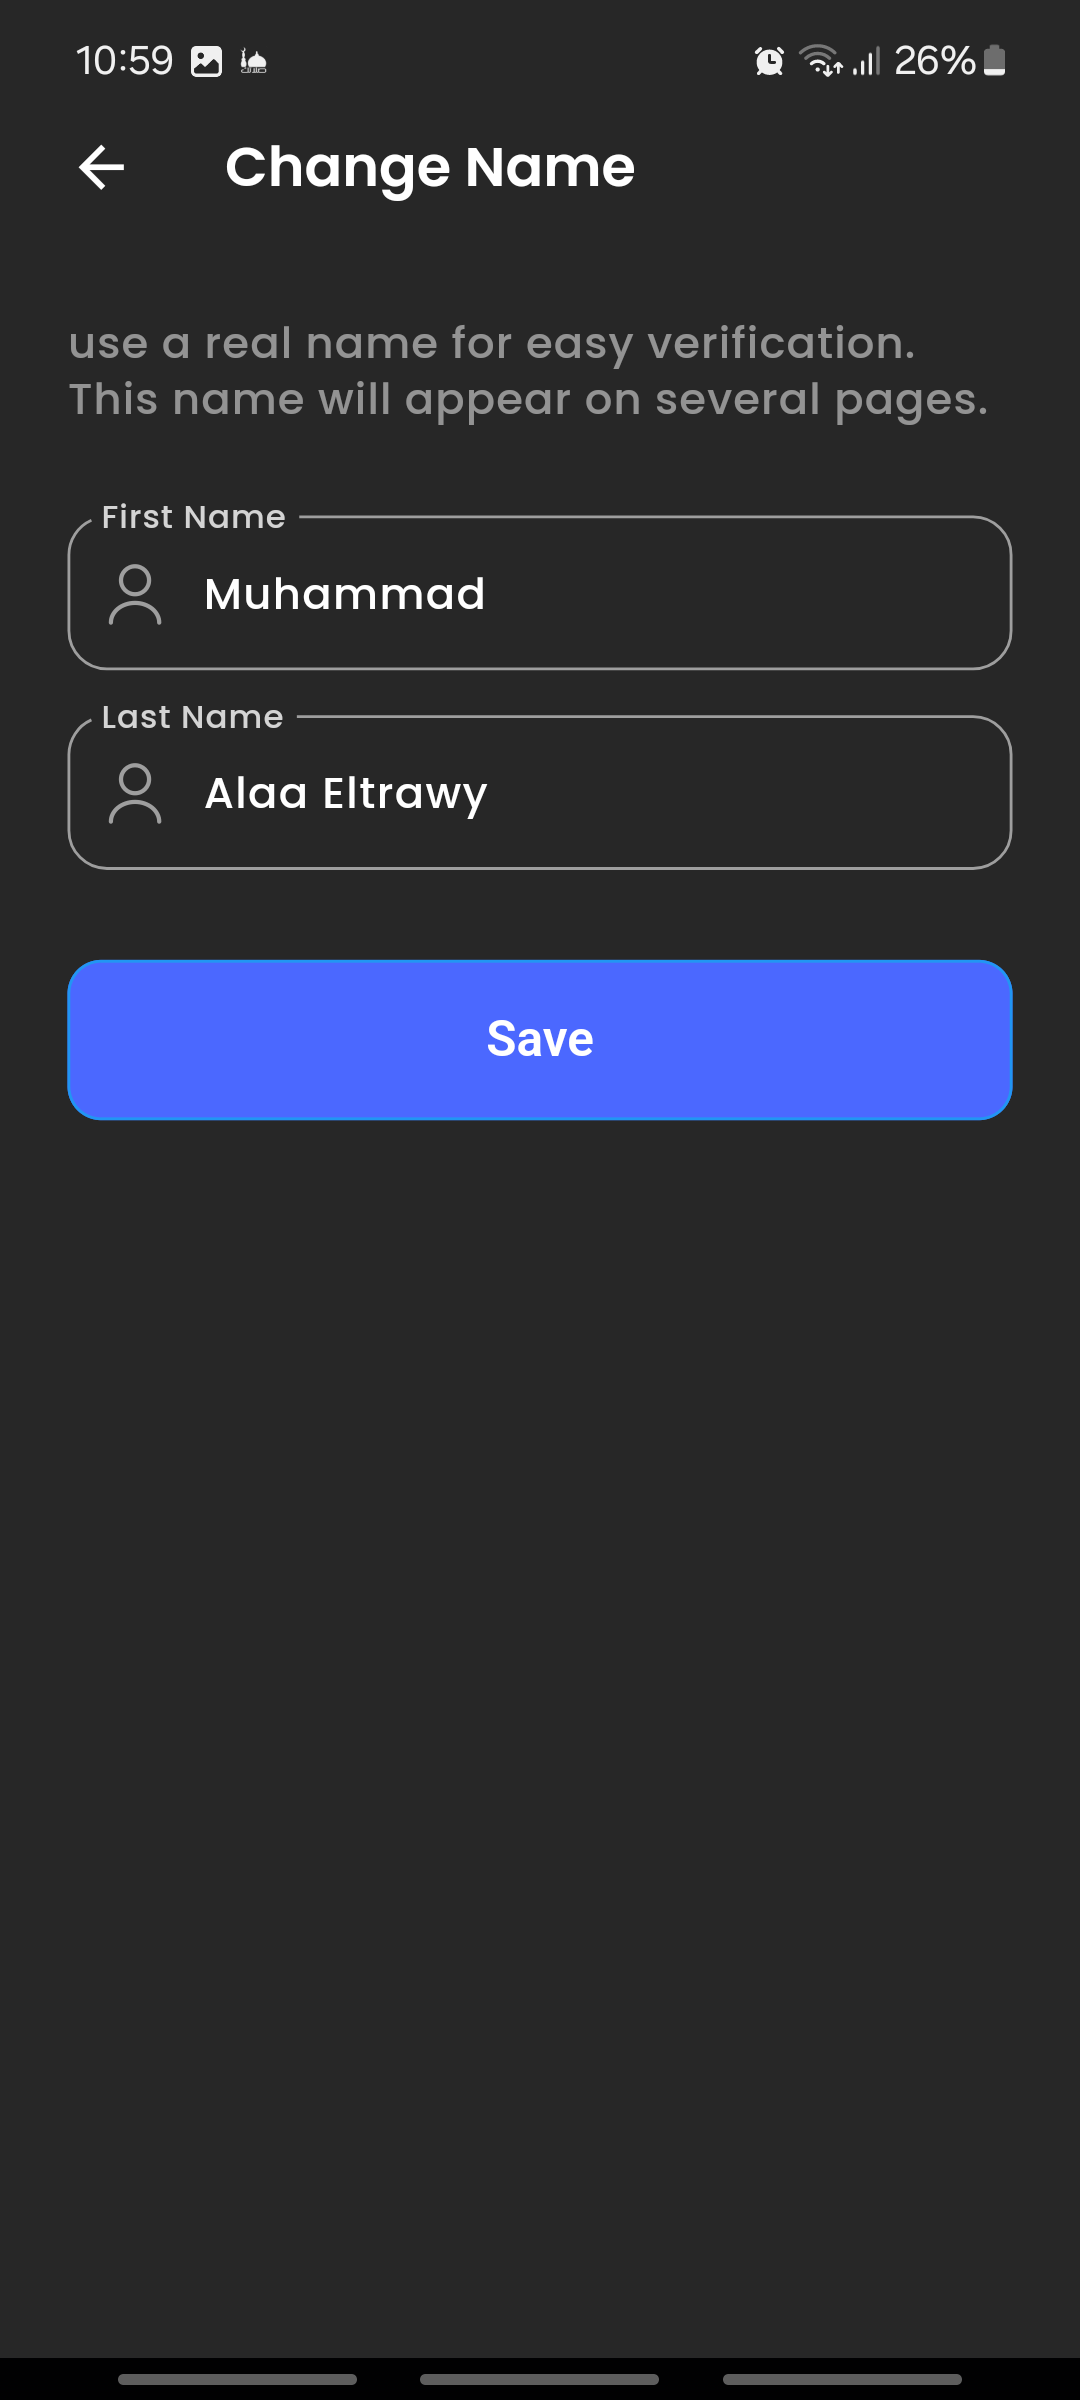 10:59
26%
Change Name
use a real name for easy verification.
This name will appear on several pages.
First Name
Muhammad
Last Name
Alaa Eltrawy
Save